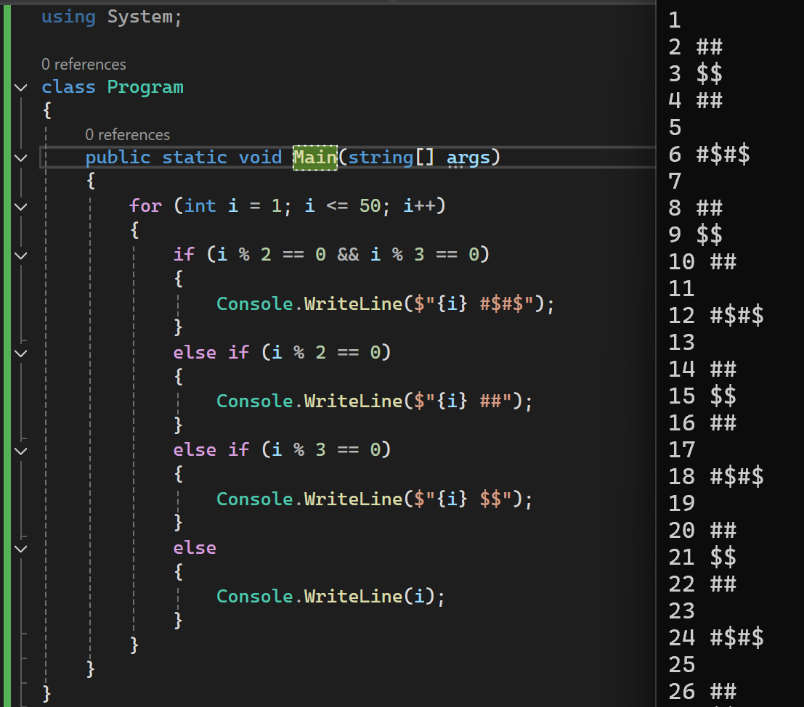 using System;
0 references
class Program
{
0 references
public static void Main(string[] args)
{
for (int i = 1; i <= 50; i++)
{
if (i % 2 == 0 && i % 3 == 0)
{
Console.WriteLine($"{i} #$#$");
}
else if (i % 2 == 0)
{
Console.WriteLine($"{i} ##");
}
else if (i % 3 == 0)
{
Console.WriteLine($"{i} $$");
}
else
{
Console.WriteLine(i);
}
}
}
}
1
2 ##
3 $$
4 ##
5
6 #$#$
7
8 ##
9 $$
10 ##
11
12 #$#$
13
14 ##
15 $$
16 ##
17
18 #$#$
19
20 ##
21 $$
22 ##
23
24 #$#$
25
26 ##